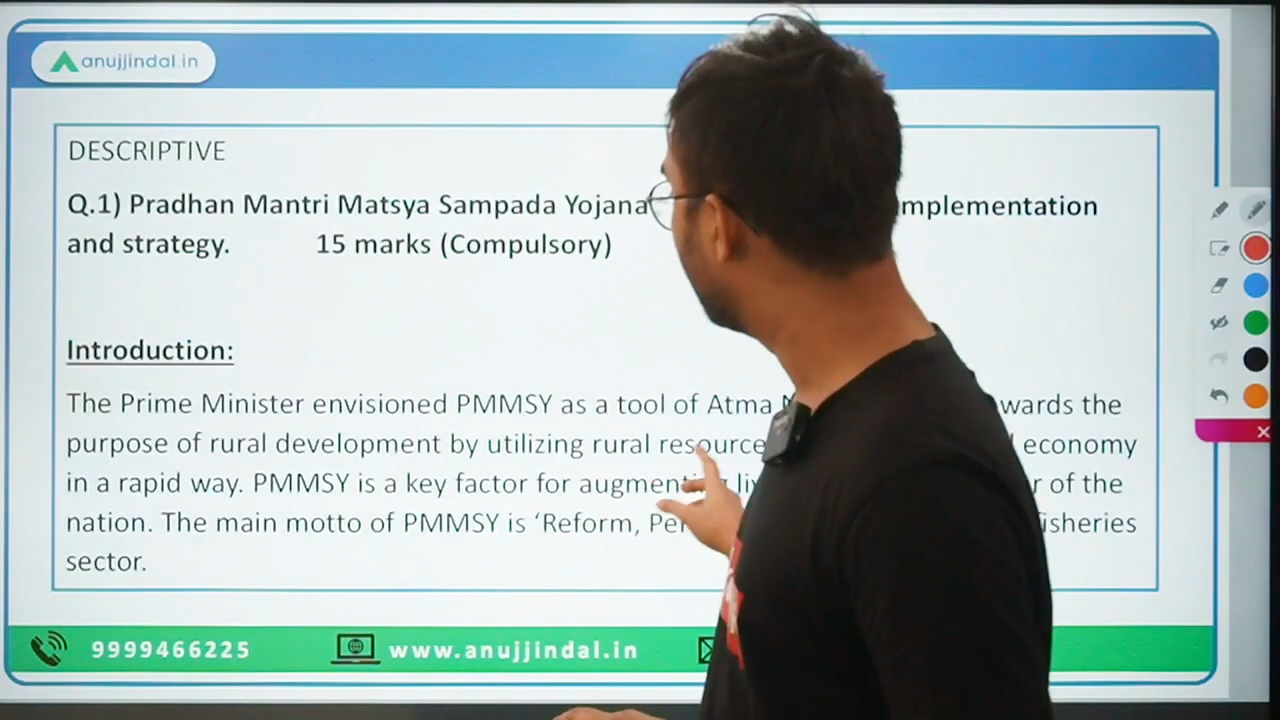 anujjindal.in
DESCRIPTIVE
Q.1) Pradhan Mantri Matsya Sampada Yojana mplementation
and strategy. 15 marks (Compulsory)
Introduction:
The Prime Minister envisioned PMMSY as a tool of Atma wards the
purpose of rural development by utilizing rural resource economy
in a rapid way. PMMSY is a key factor for of the
nation. The main motto of PMMSY is ‘Reform, isheries
sector.
9999466225 www.anujjindal.in